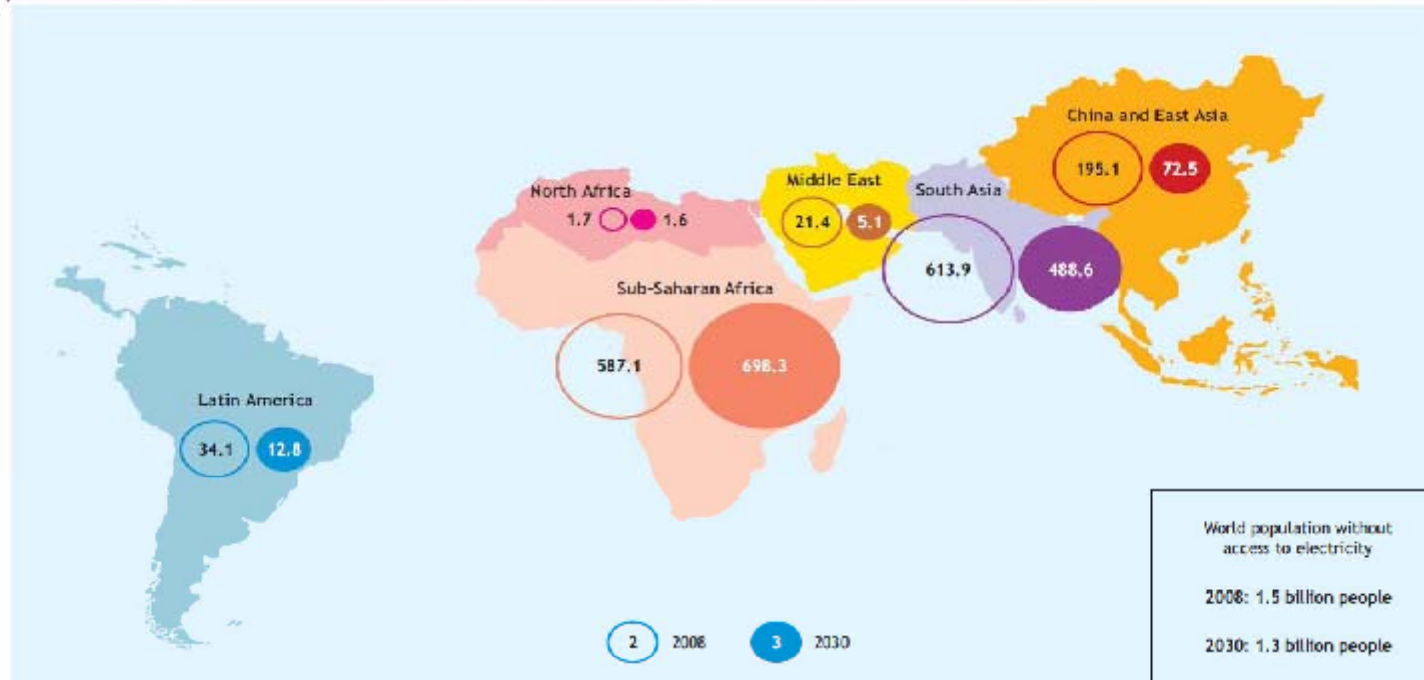 China and East Asia
195.1 72.5
Middle East
21.4 5.1
South Asia
613.9 488.6
North Africa
1.7 1.6
Sub-Saharan Africa
587.1 698.3
Latin America
34.1 12.8
2 2008 3 2030
World population without
access to electricity
2008: 1.5 billion people
2030: 1.3 billion people